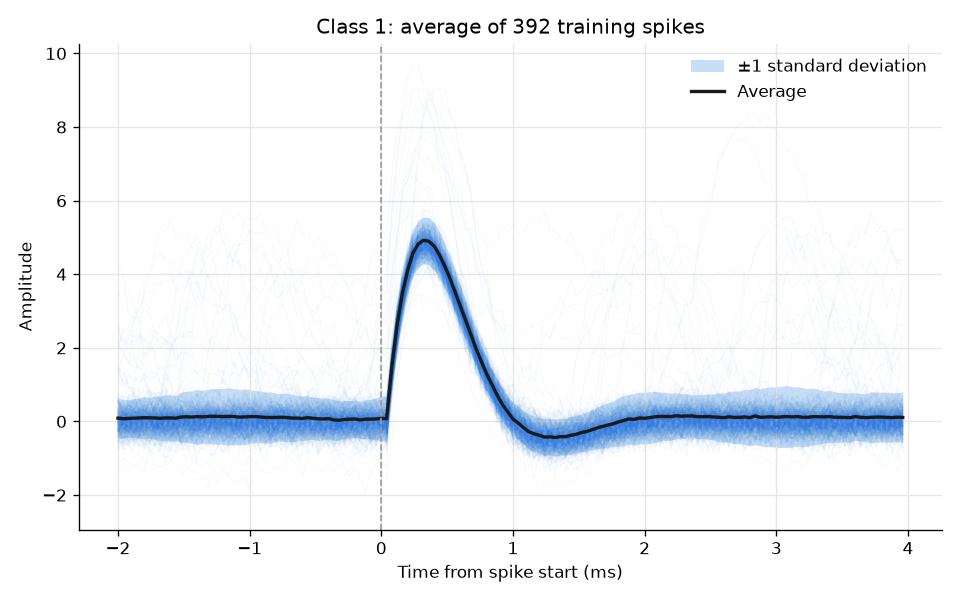 Class 1: average of 392 training spikes
±1 standard deviation
Average
Amplitude
10
8
6
4
2
0
−2
−2 −1 0 1 2 3 4
Time from spike start (ms)